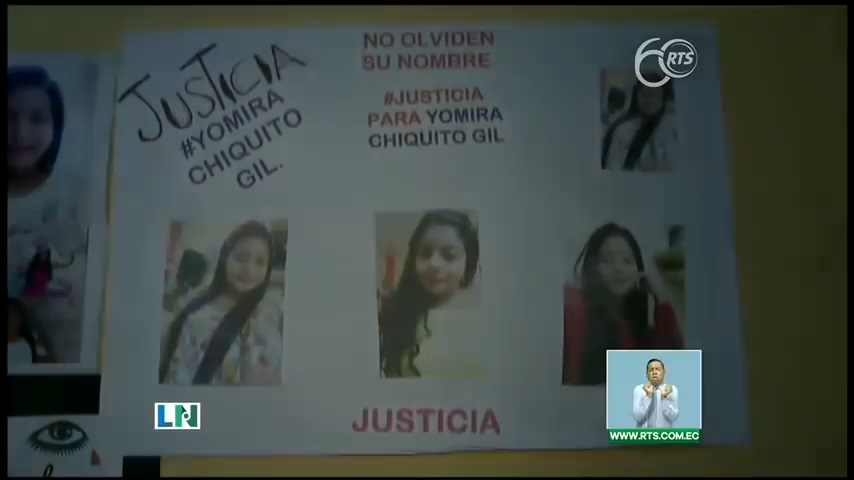 JUSTICIA
#YOMIRA
CHIQUITO
GIL.
NO OLVIDEN
SU NOMBRE
#JUSTICIA
PARA YOMIRA
CHIQUITO GIL
60 RTS
JUSTICIA
LN
WWW.RTS.COM.EC